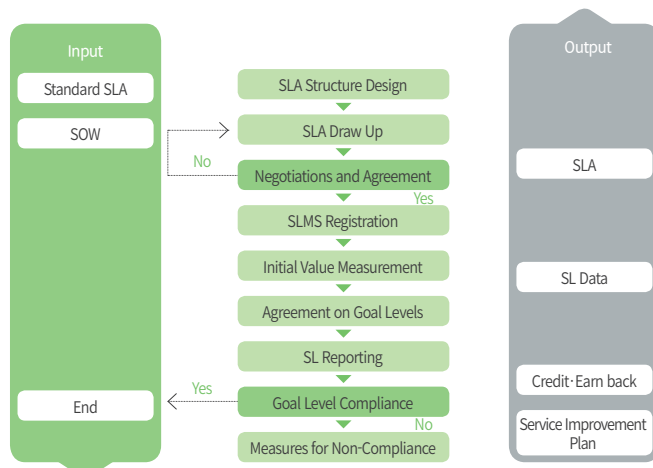 Input
Standard SLA
SOW
End
SLA Structure Design
SLA Draw Up
No
Negotiations and Agreement
Yes
SLMS Registration
Initial Value Measurement
Agreement on Goal Levels
SL Reporting
Yes
Goal Level Compliance
No
Measures for Non-Compliance
Output
SLA
SL Data
Credit·Earn back
Service Improvement
Plan